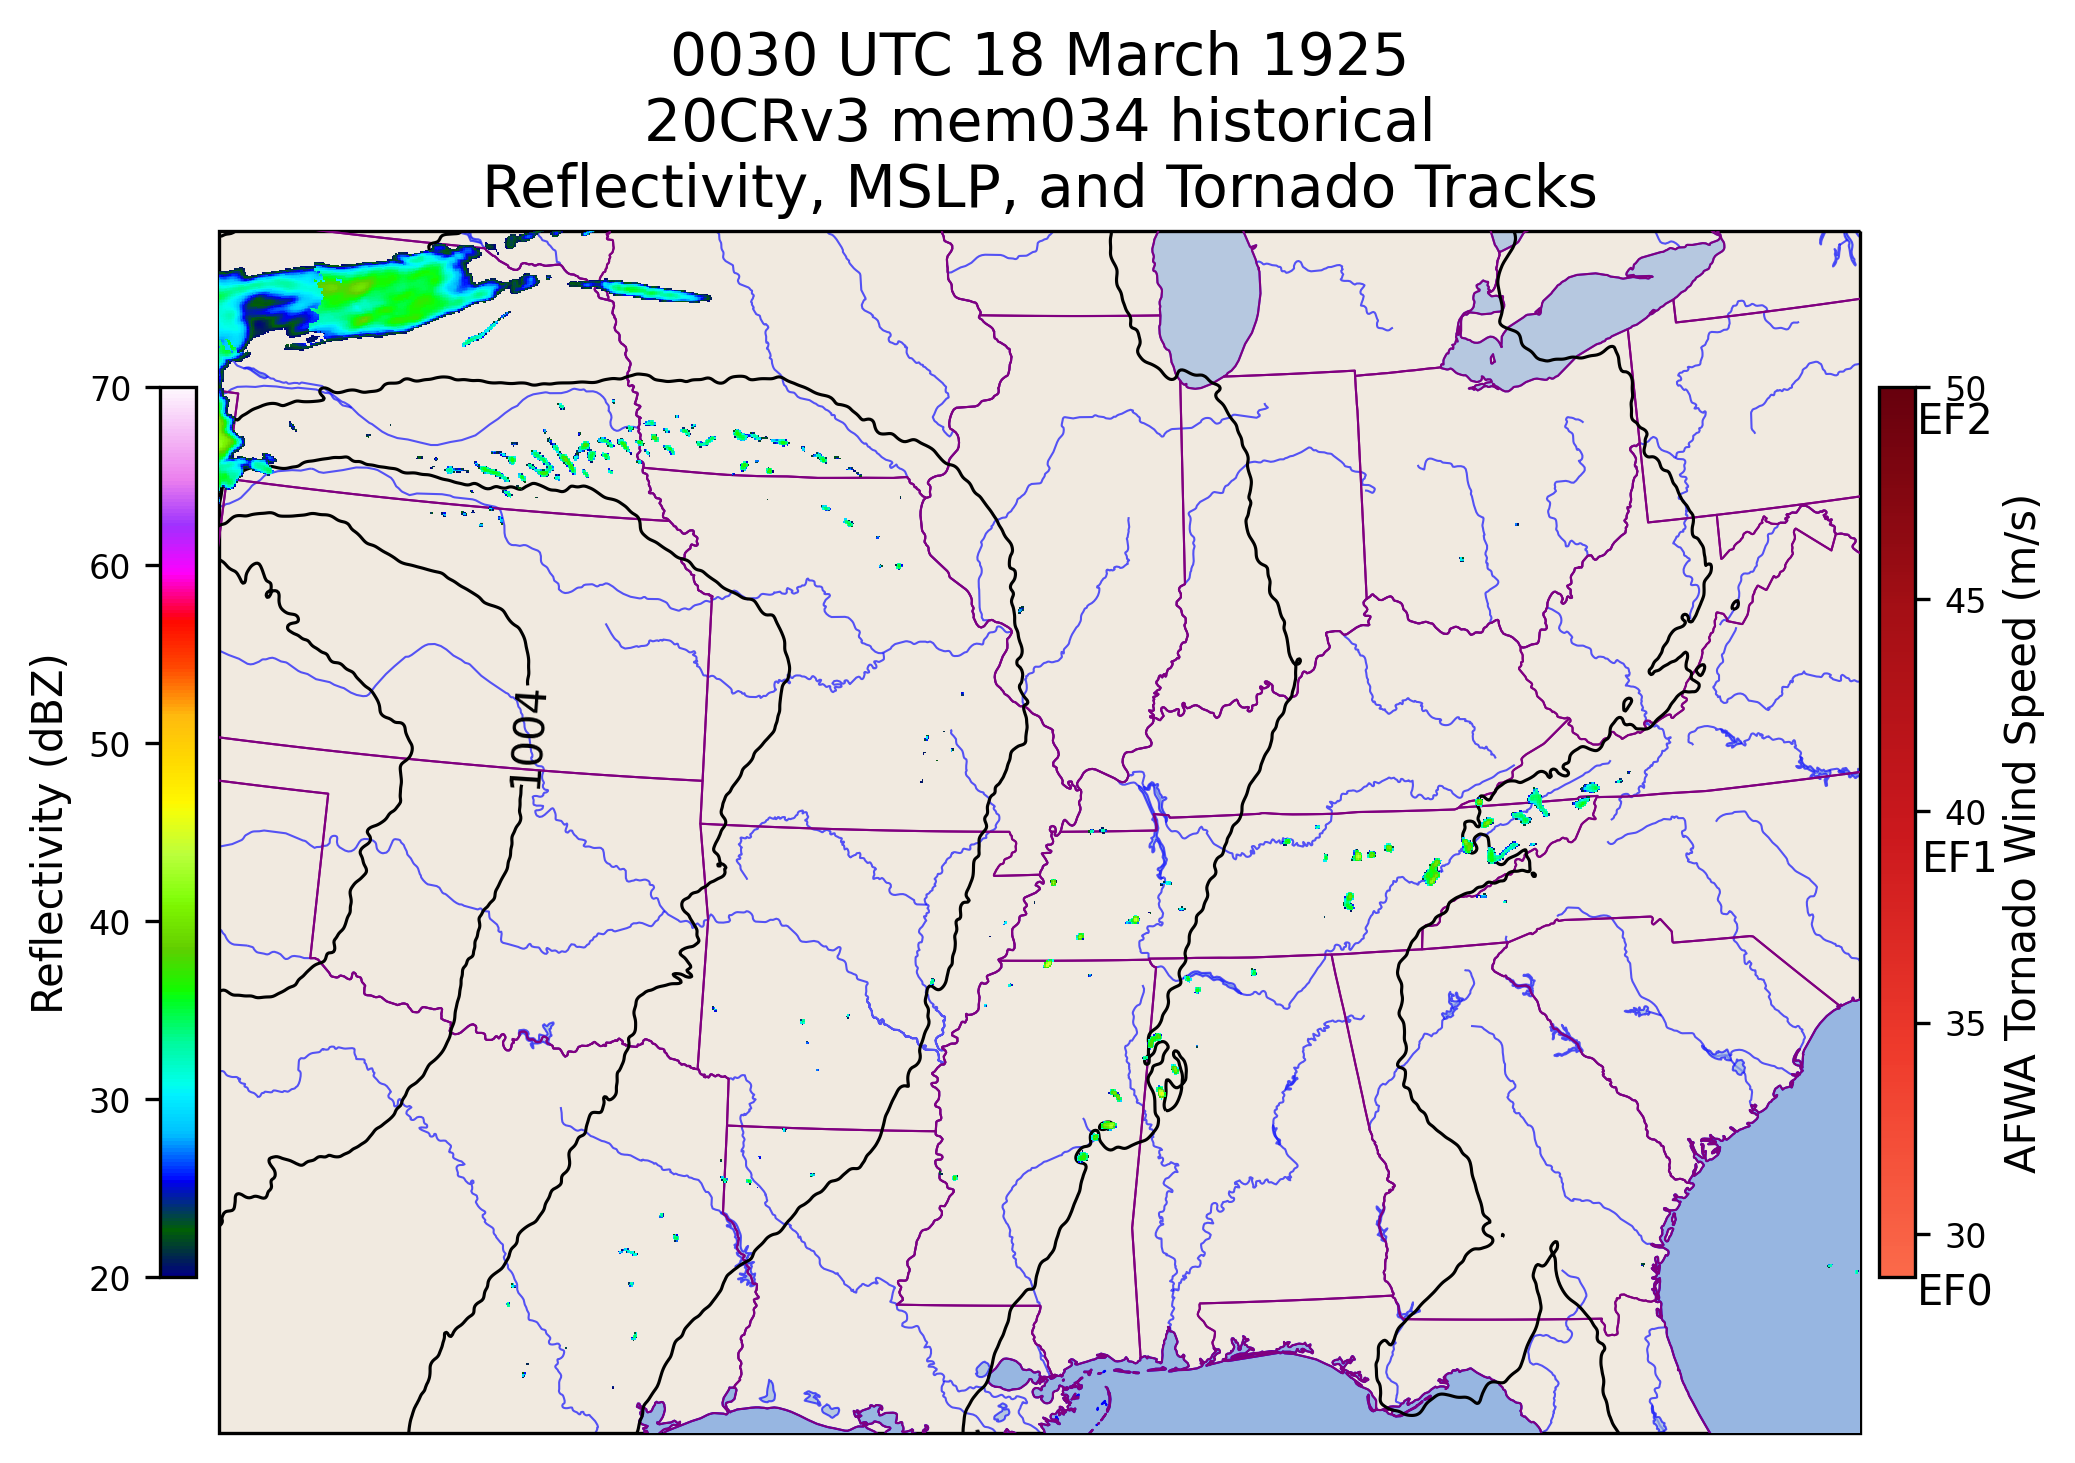 0030 UTC 18 March 1925
20CRv3 mem034 historical
Reflectivity, MSLP, and Tornado Tracks
70
60
50
40
30
20
Reflectivity (dBZ)
1004
50
EF2
45
40
EF1
35
30
EF0
AFWA Tornado Wind Speed (m/s)